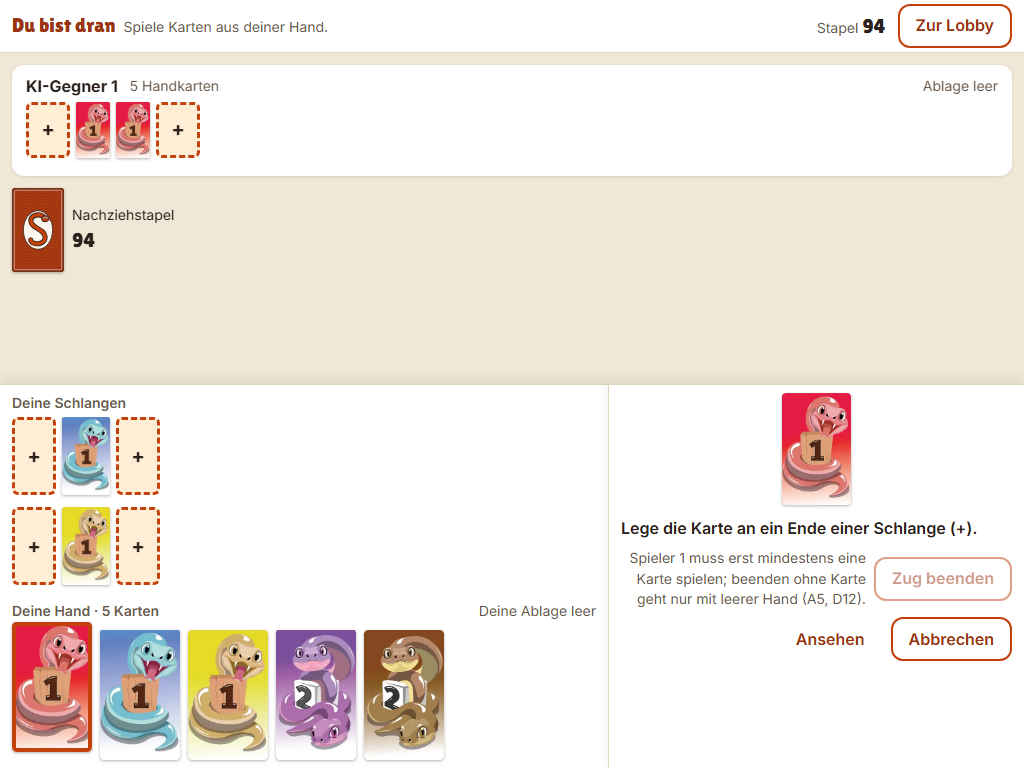 Du bist dran Spiele Karten aus deiner Hand. Stapel 94 Zur Lobby
KI-Gegner 1 5 Handkarten Ablage leer
+ 1 1 +
S Nachziehstapel
94
Deine Schlangen
+ 1 +
+ 1 +
Deine Hand · 5 Karten Deine Ablage leer
1 1 1 2 2
1
Lege die Karte an ein Ende einer Schlange (+).
Spieler 1 muss erst mindestens eine
Karte spielen; beenden ohne Karte
geht nur mit leerer Hand (A5, D12).
Zug beenden
Ansehen Abbrechen